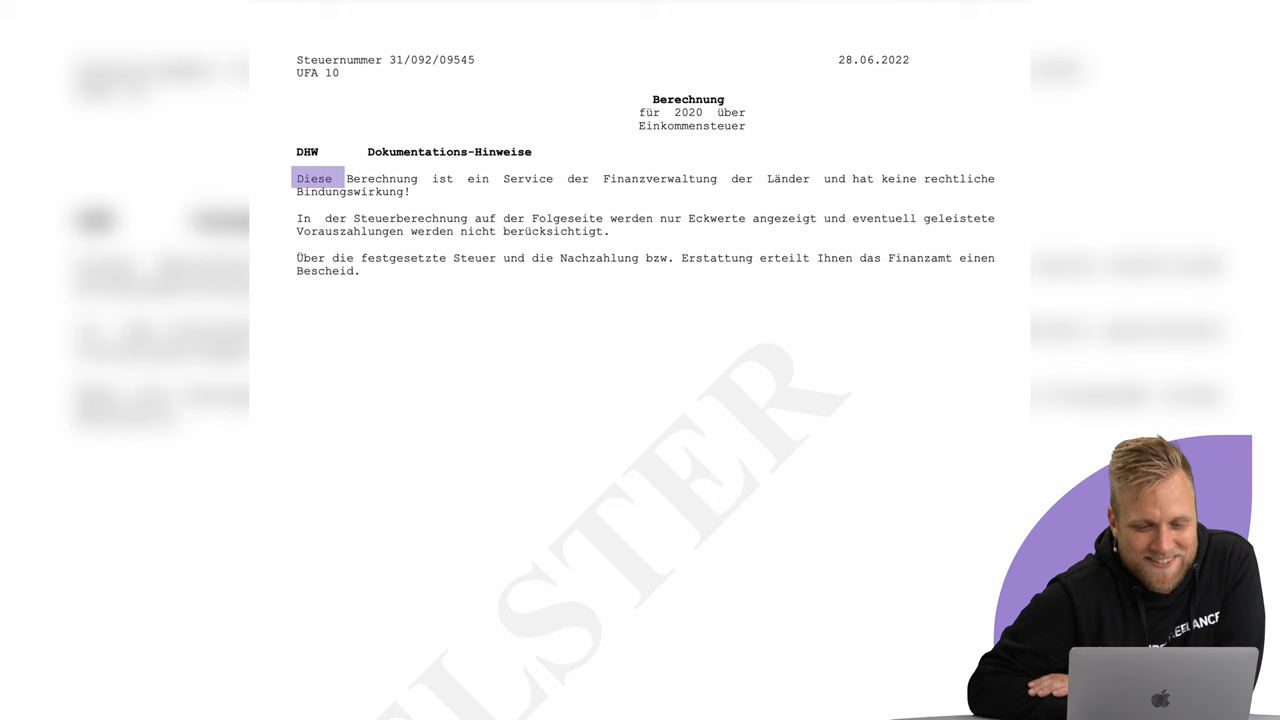 Steuernummer 31/092/09545 28.06.2022
UFA 10
Berechnung
für 2020 über
Einkommensteuer
DHW Dokumentations-Hinweise
Diese Berechnung ist ein Service der Finanzverwaltung der Länder und hat keine rechtliche
Bindungswirkung!
In der Steuerberechnung auf der Folgeseite werden nur Eckwerte angezeigt und eventuell geleistete
Vorauszahlungen werden nicht berücksichtigt.
Über die festgesetzte Steuer und die Nachzahlung bzw. Erstattung erteilt Ihnen das Finanzamt einen
Bescheid.
ELSTER